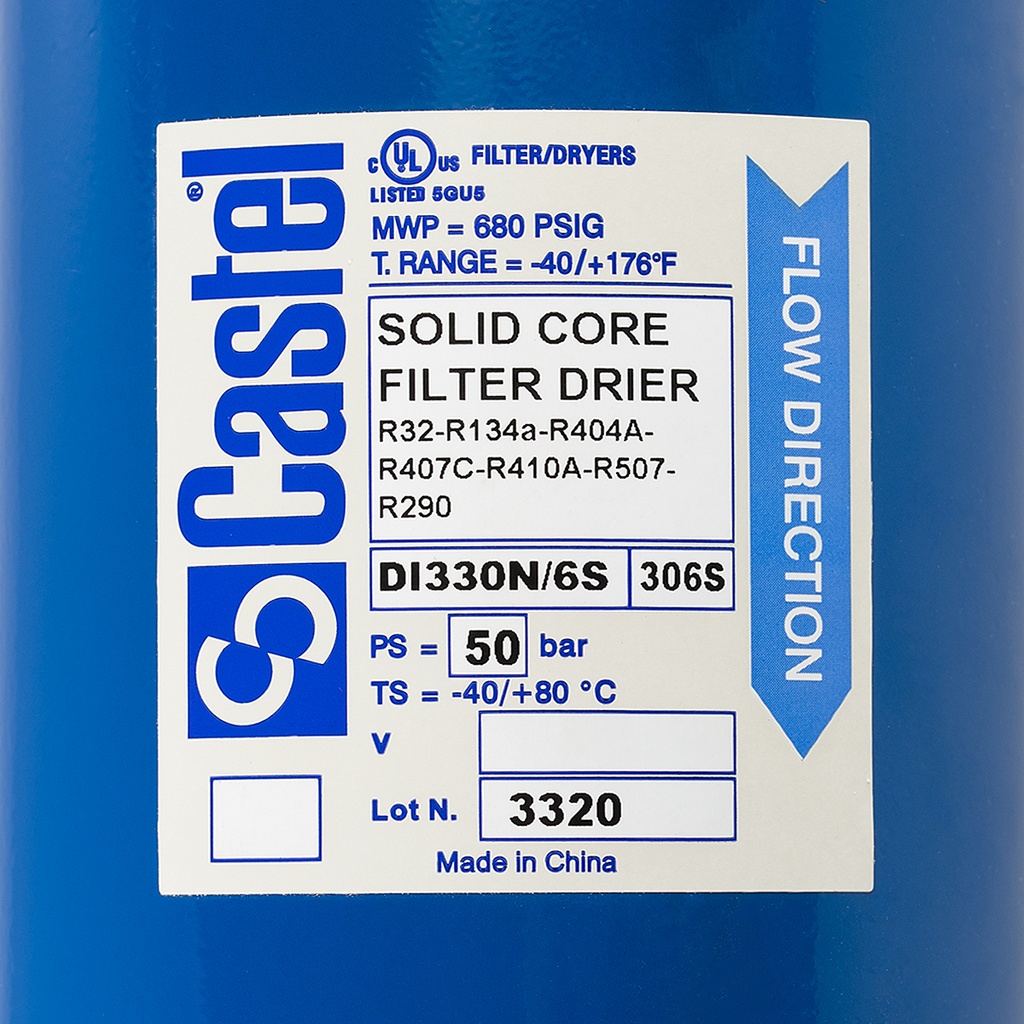 Castel®
c UL US FILTER/DRYERS
LISTED 5GU5
MWP = 680 PSIG
T. RANGE = -40/+176°F
SOLID CORE
FILTER DRIER
R32-R134a-R404A-
R407C-R410A-R507-
R290
DI330N/6S 306S
PS = 50 bar
TS = -40/+80 °C
V
Lot N. 3320
Made in China
FLOW DIRECTION